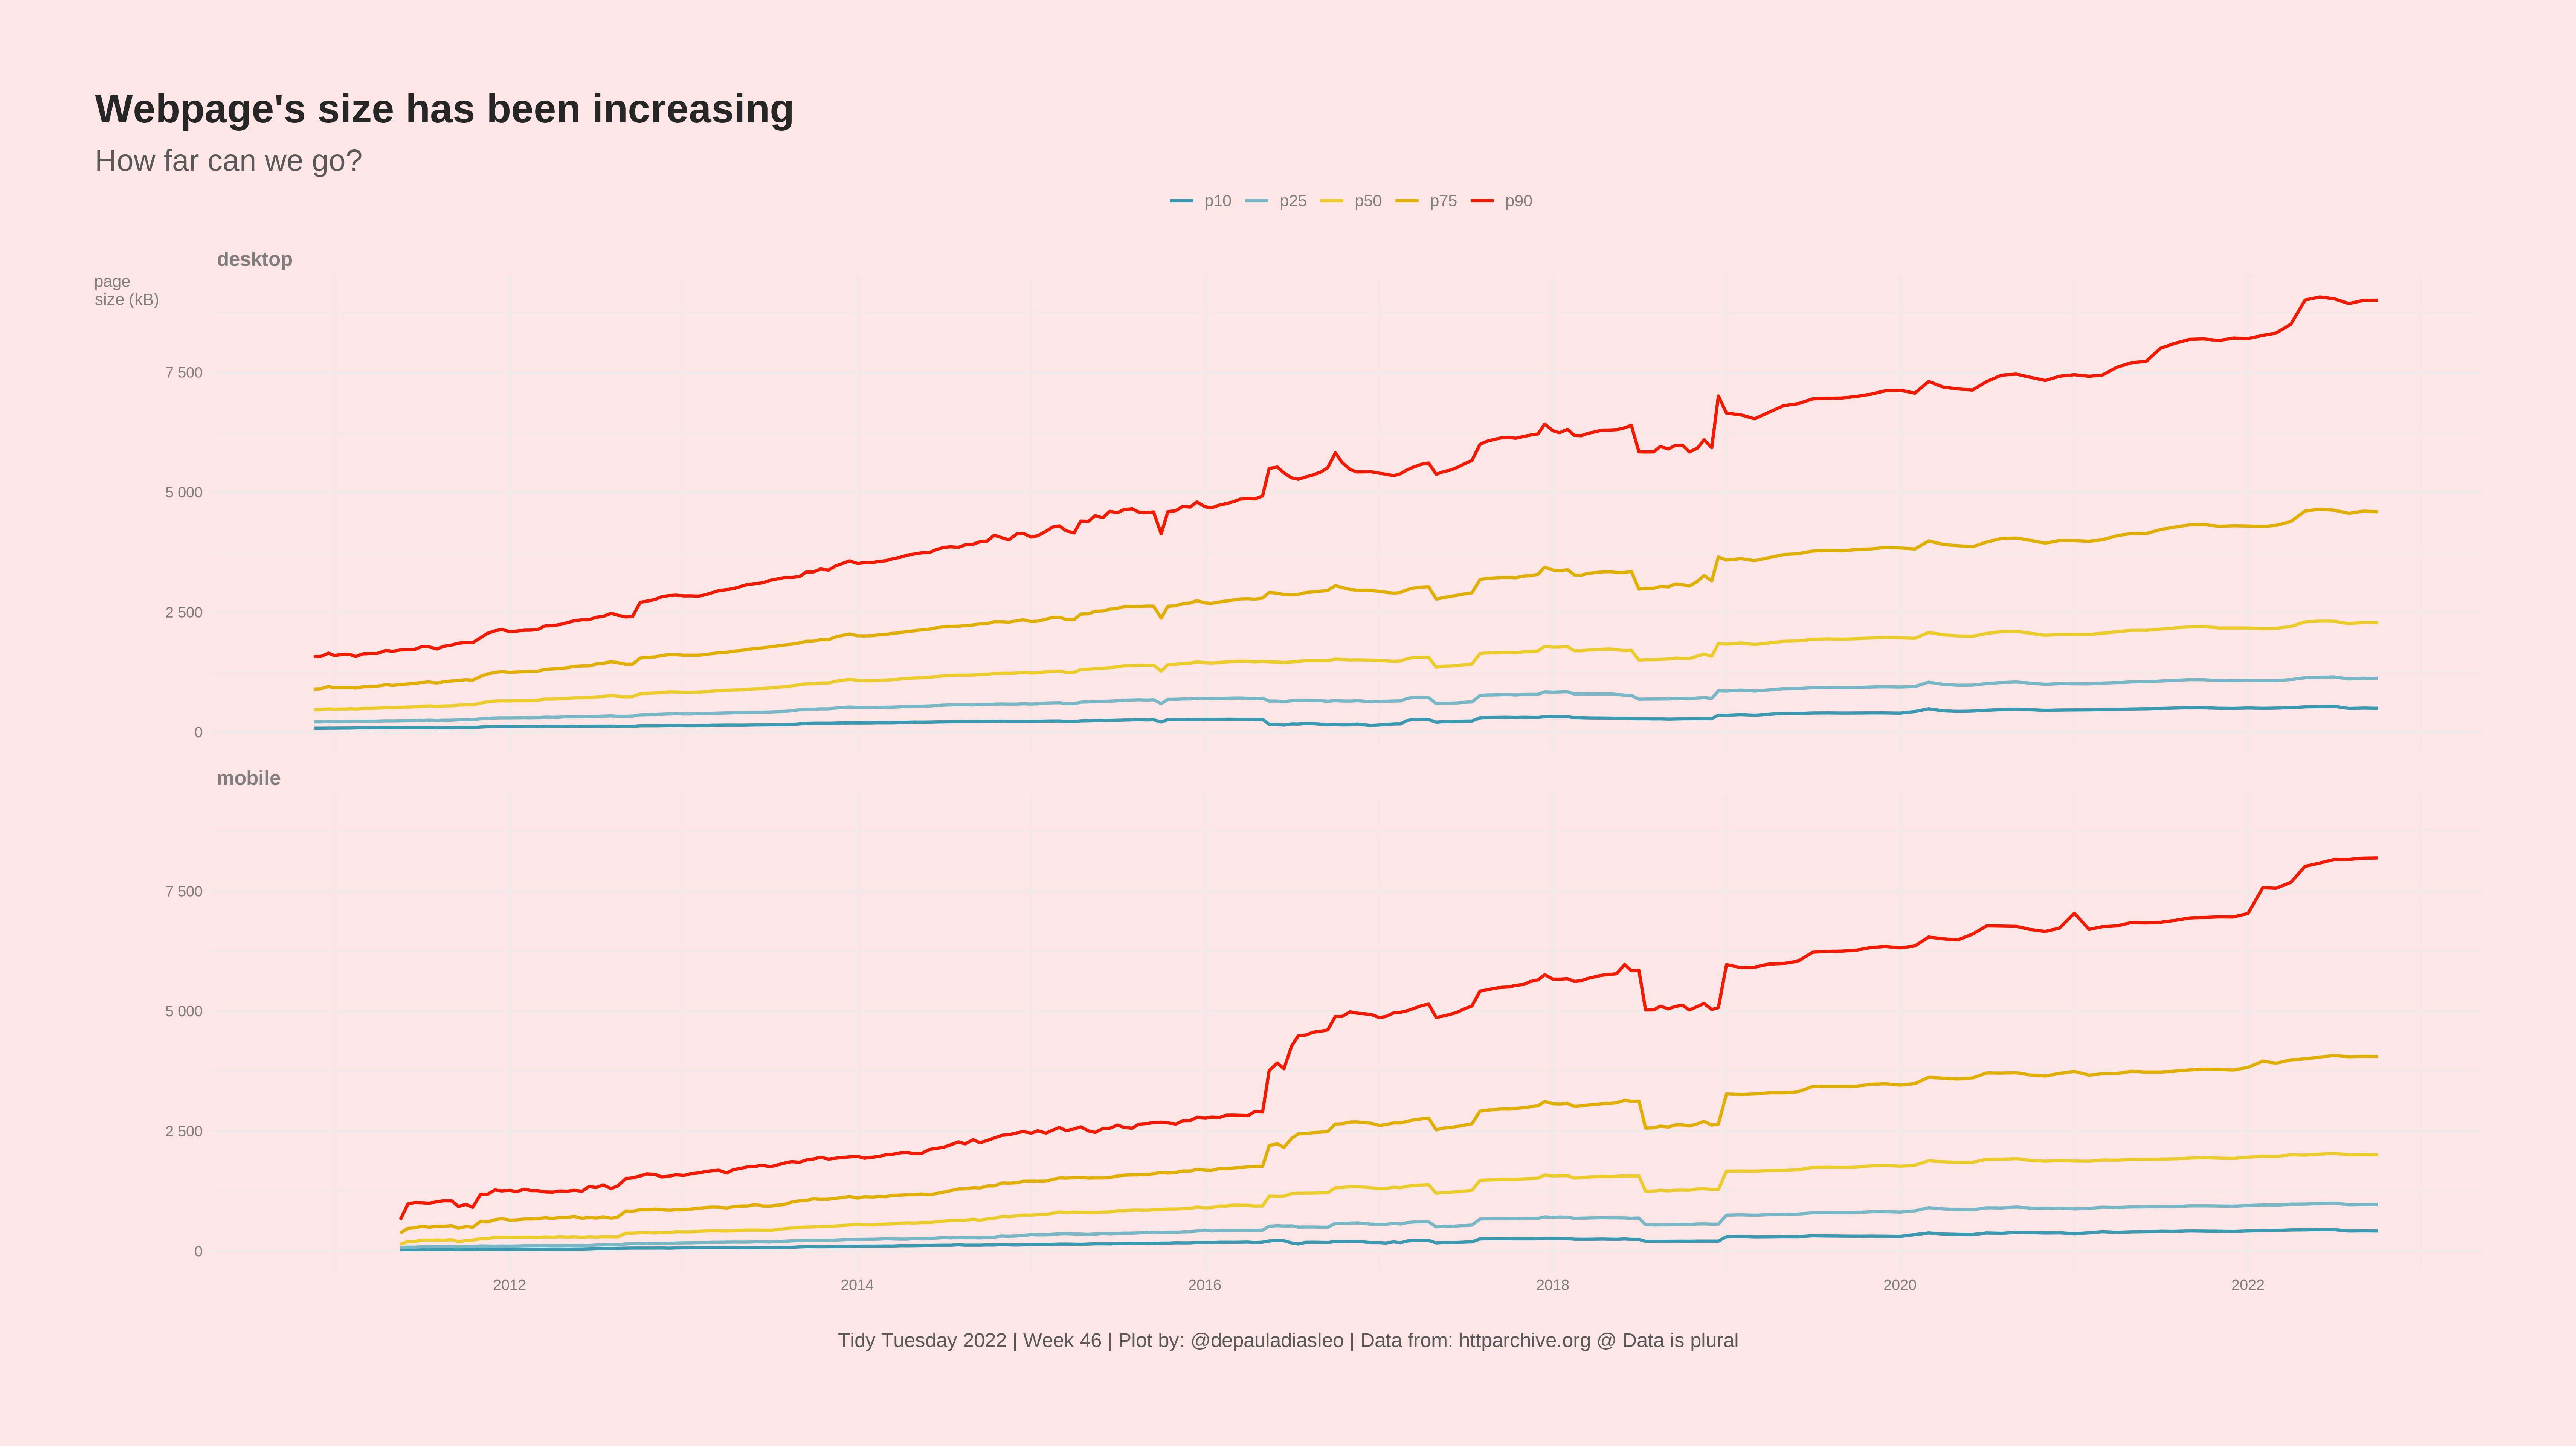 Webpage's size has been increasing
How far can we go?
p10 p25 p50 p75 p90
desktop
page
size (kB)
7 500
5 000
2 500
0
mobile
7 500
5 000
2 500
0
2012 2014 2016 2018 2020 2022
Tidy Tuesday 2022 | Week 46 | Plot by: @depauladiasleo | Data from: httparchive.org @ Data is plural